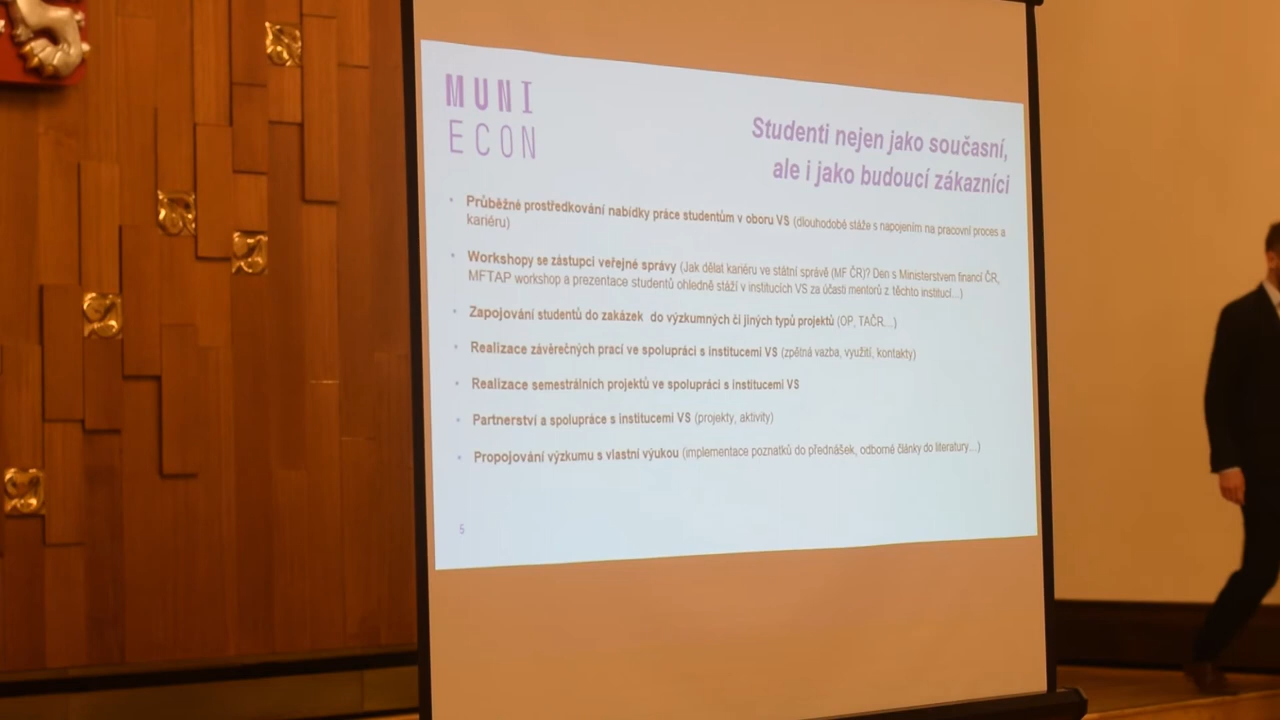 MUNI
ECON
Studenti nejen jako současní,
ale i jako budoucí zákazníci
• Průběžné prostředkování nabídky práce studentům v oboru VS (dlouhodobé stáže s napojením na pracovní proces a
kariéru)
• Workshopy se zástupci veřejné správy (Jak dělat kariéru ve státní správě (MF ČR)? Den s Ministerstvem financí ČR,
MFTAP workshop a prezentace studentů ohledně stáží v institucích VS za účasti mentorů z těchto institucí...)
• Zapojování studentů do zakázek do výzkumných či jiných typů projektů (OP, TAČR...)
• Realizace závěrečných prací ve spolupráci s institucemi VS (zpětná vazba, využití, kontakty)
• Realizace semestrálních projektů ve spolupráci s institucemi VS
• Partnerství a spolupráce s institucemi VS (projekty, aktivity)
• Propojování výzkumu s vlastní výukou (implementace poznatků do přednášek, odborné články do literatury...)
5